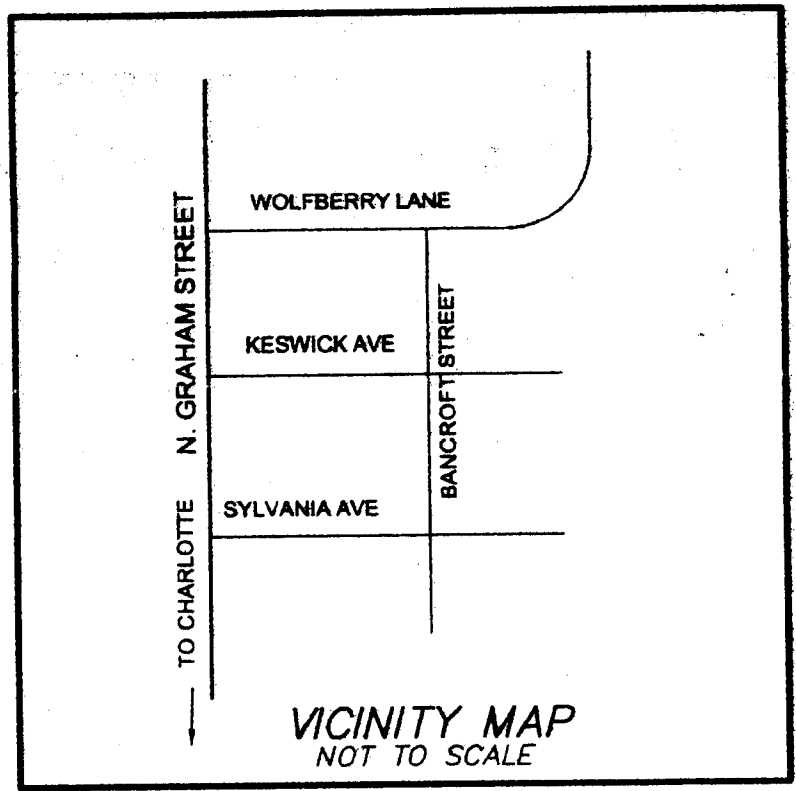 WOLFBERRY LANE
N. GRAHAM STREET
KESWICK AVE
BANCROFT STREET
SYLVANIA AVE
TO CHARLOTTE
VICINITY MAP
NOT TO SCALE